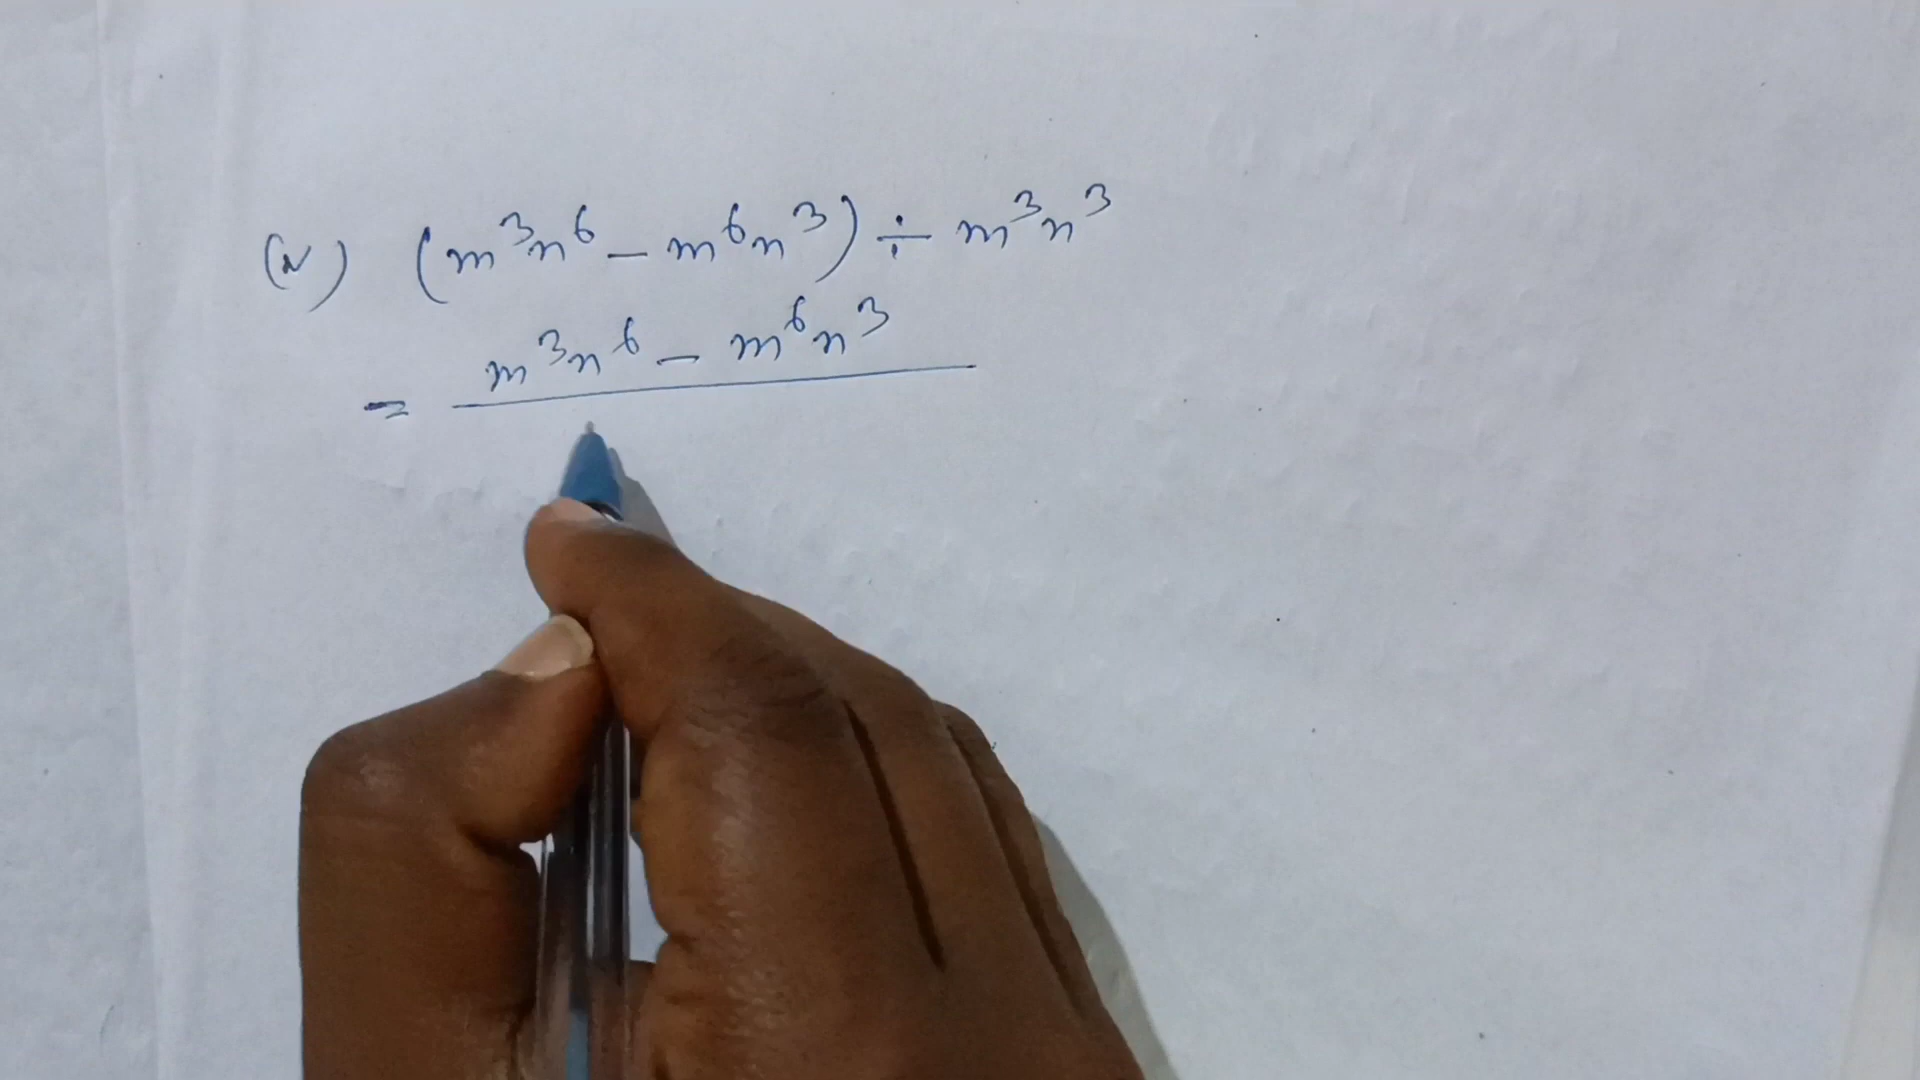 (v) (m³n⁶ - m⁶n³) ÷ m³n³
= m³n⁶ - m⁶n³